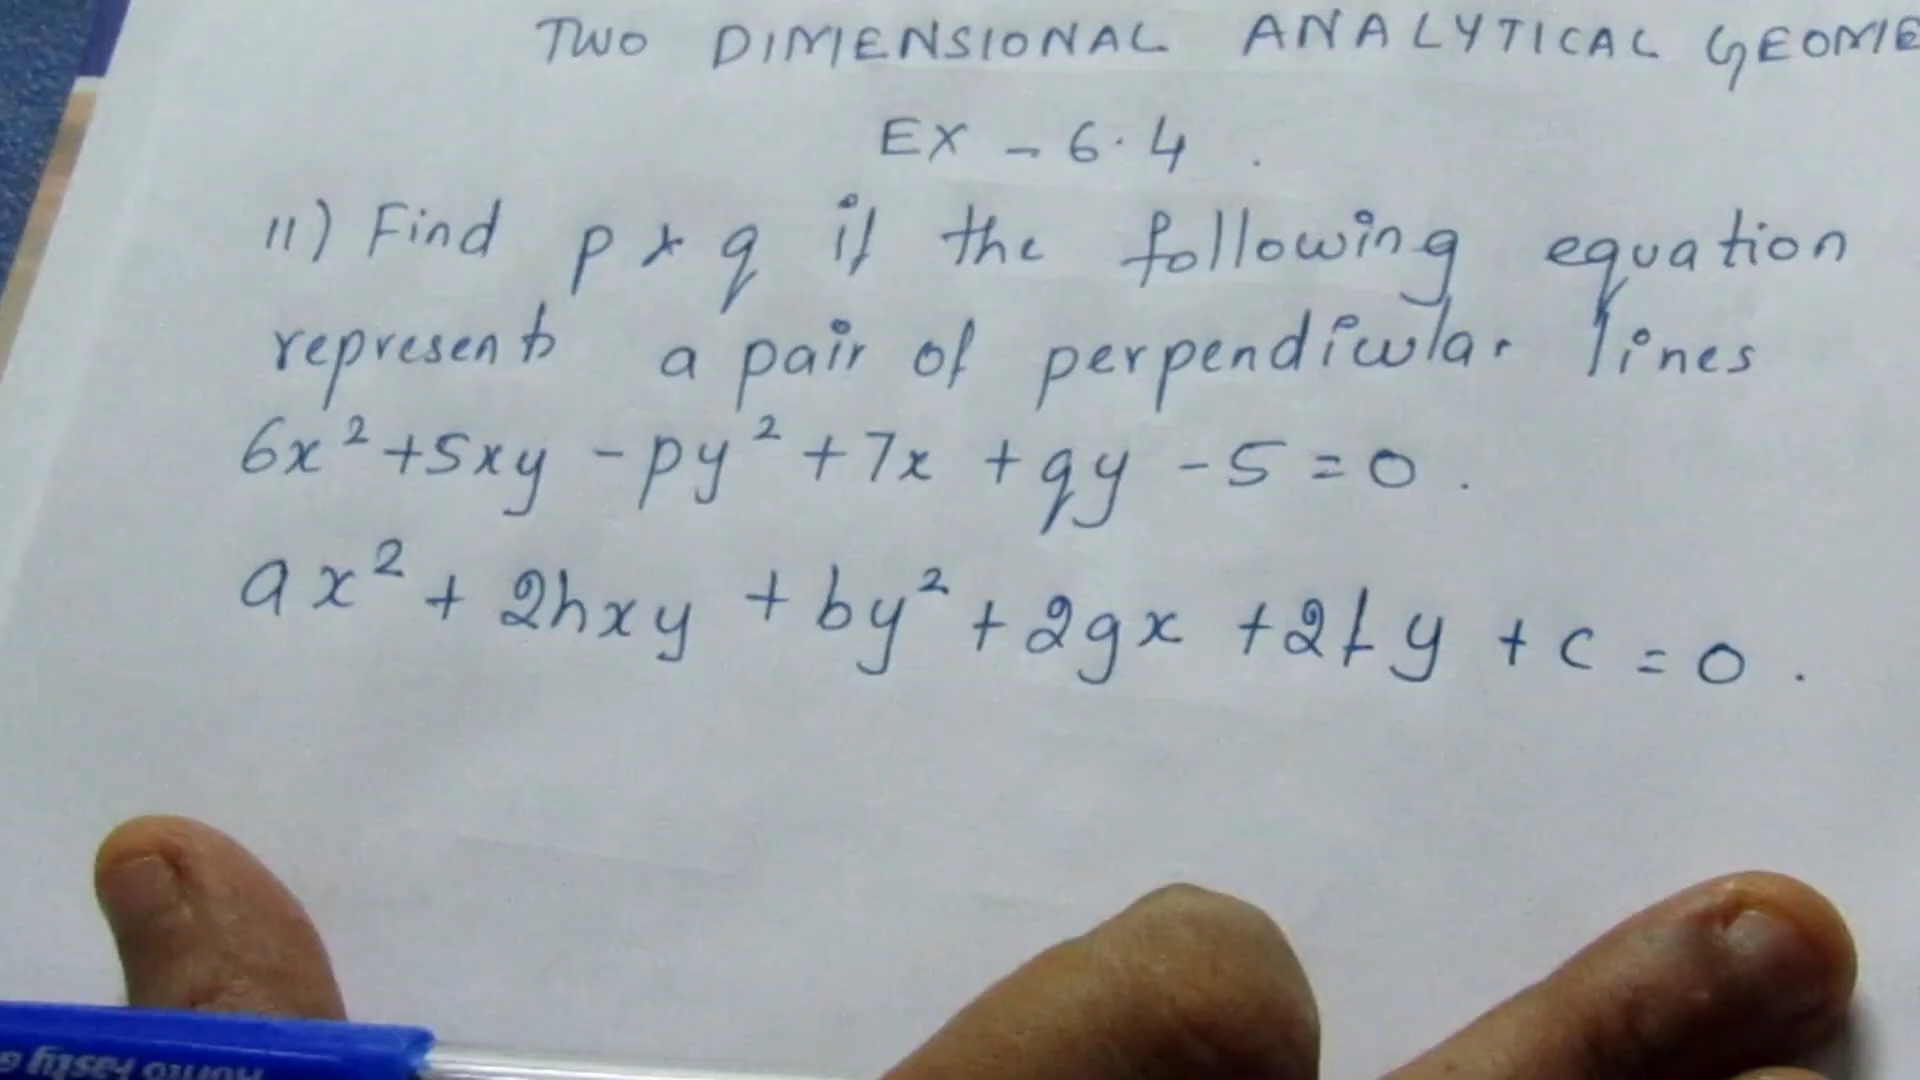 TWO DIMENSIONAL ANALYTICAL GEOME
EX - 6.4.
11) Find p & q if the following equation
represents a pair of perpendicular lines
6x² + 5xy - py² + 7x + qy - 5 = 0.
ax² + 2hxy + by² + 2gx + 2fy + c = 0.